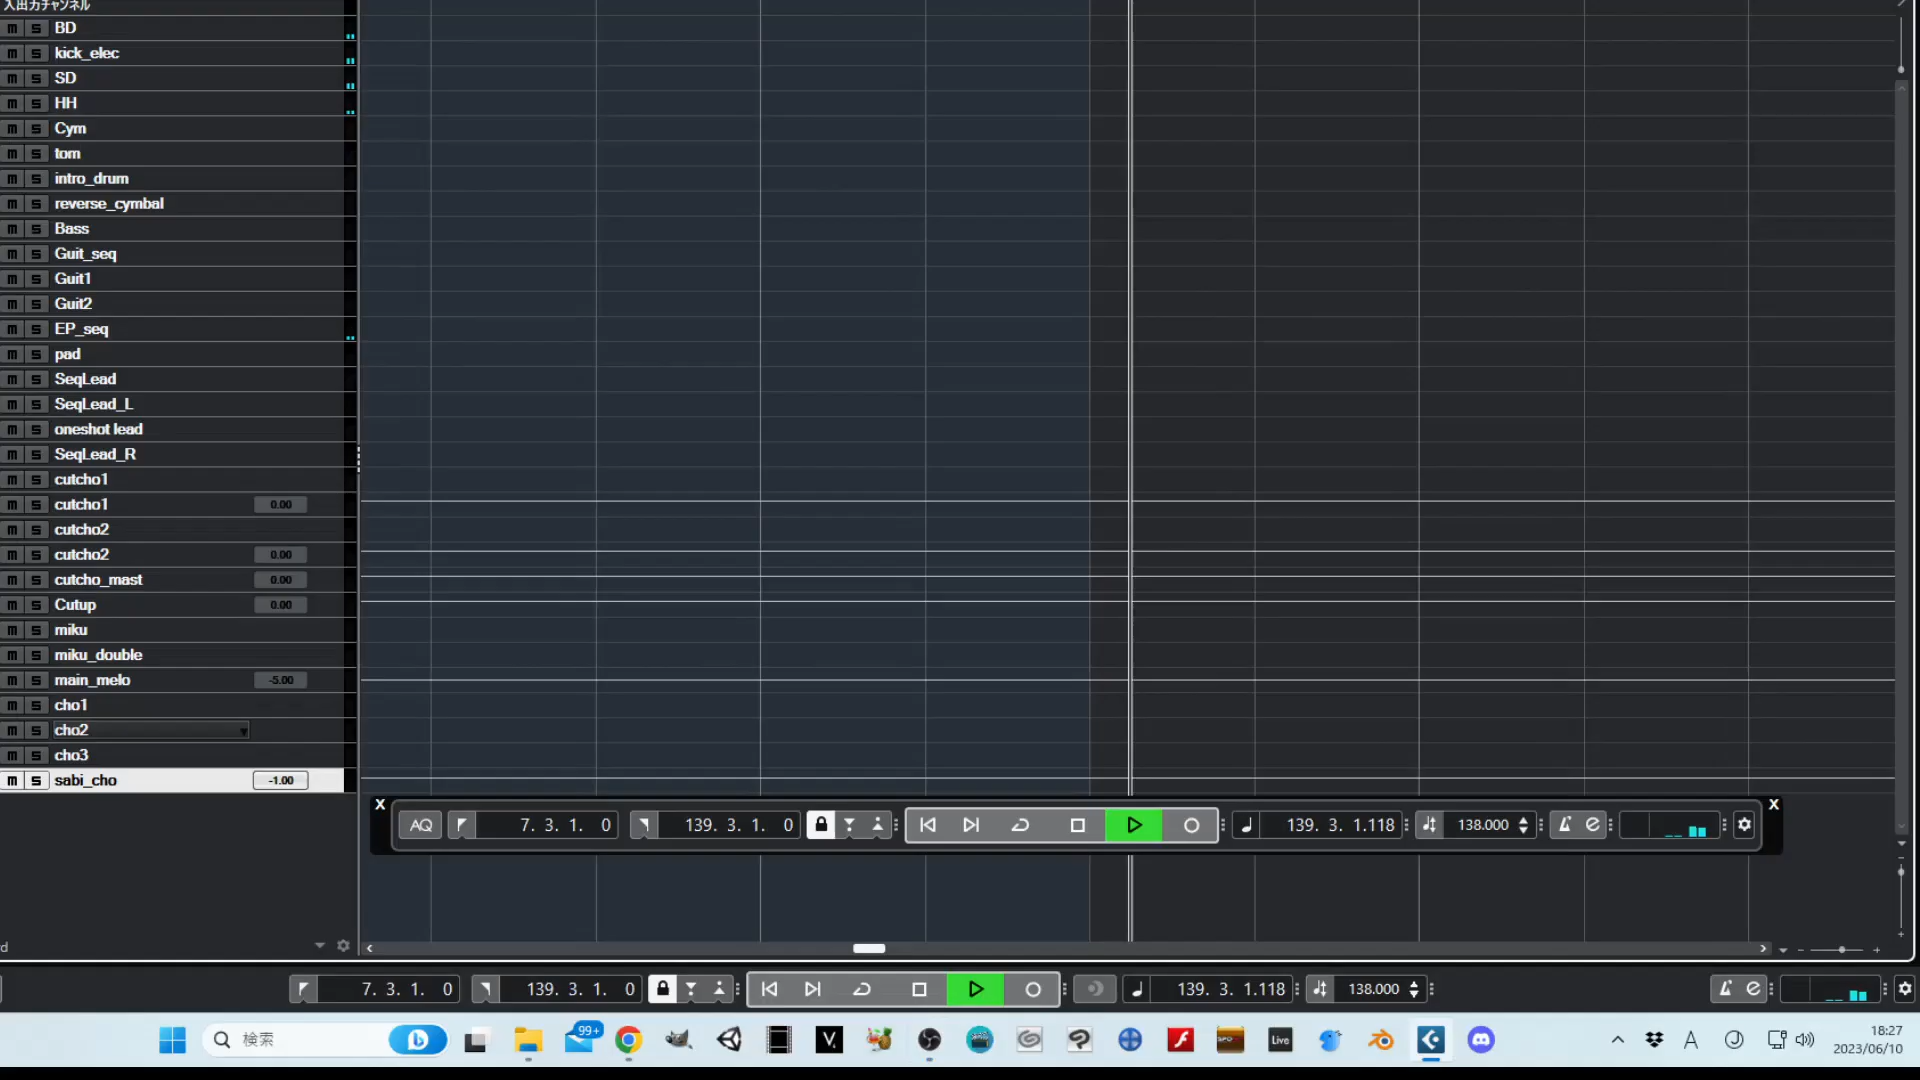 入出力チャンネル
m S BD
m S kick_elec
m S SD
m S HH
m S Cym
m S tom
m S intro_drum
m S reverse_cymbal
m S Bass
m S Guit_seq
m S Guit1
m S Guit2
m S EP_seq
m S pad
m S SeqLead
m S SeqLead_L
m S oneshot lead
m S SeqLead_R
m S cutcho1
m S cutcho1 0.00
m S cutcho2
m S cutcho2 0.00
m S cutcho_mast 0.00
m S Cutup 0.00
m S miku
m S miku_double
m S main_melo -5.00
m S cho1
m S cho2
m S cho3
m S sabi_cho -1.00
X X
AQ 7. 3. 1. 0 139. 3. 1. 0 139. 3. 1.118 138.000
d
7. 3. 1. 0 139. 3. 1. 0 139. 3. 1.118 138.000
検索 99+ Live A 18:27
2023/06/10